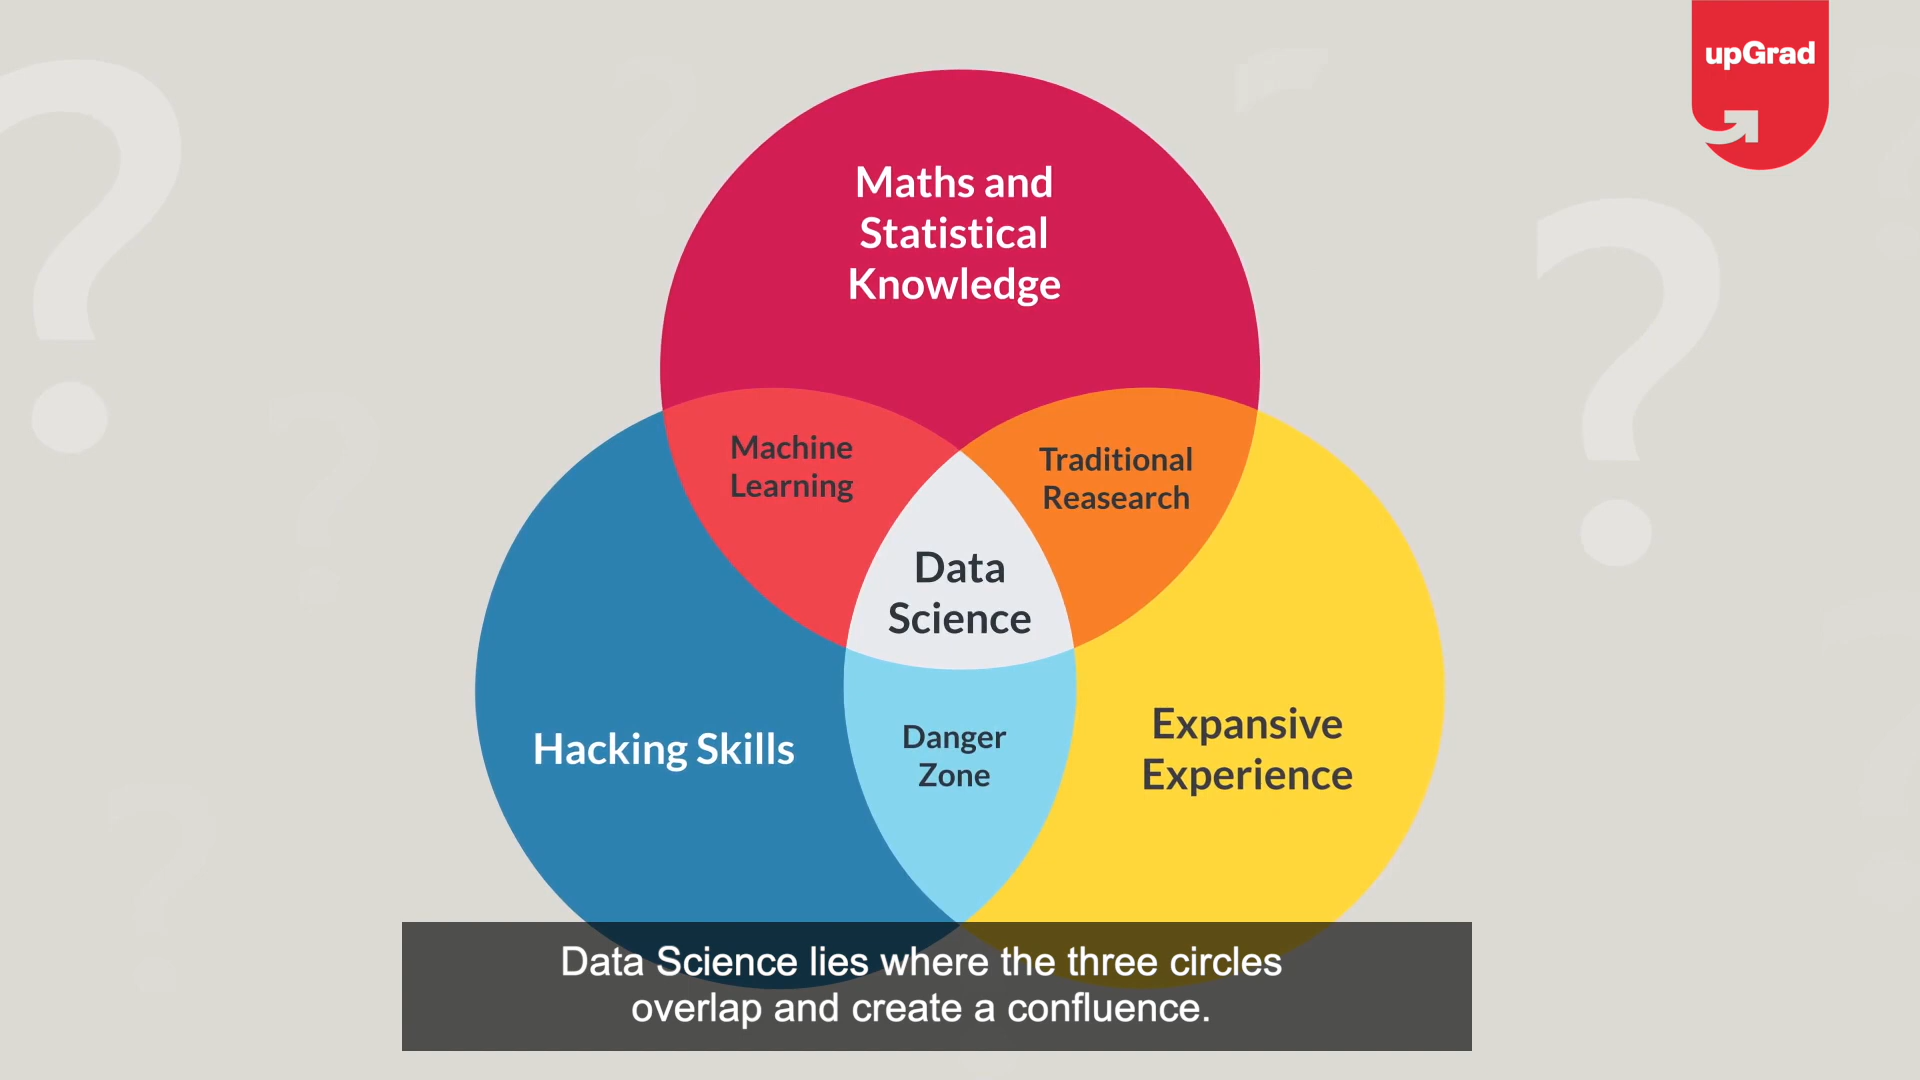 upGrad
Maths and
Statistical
Knowledge
Machine
Learning
Traditional
Reasearch
Data
Science
Hacking Skills
Danger
Zone
Expansive
Experience
Data Science lies where the three circles
overlap and create a confluence.